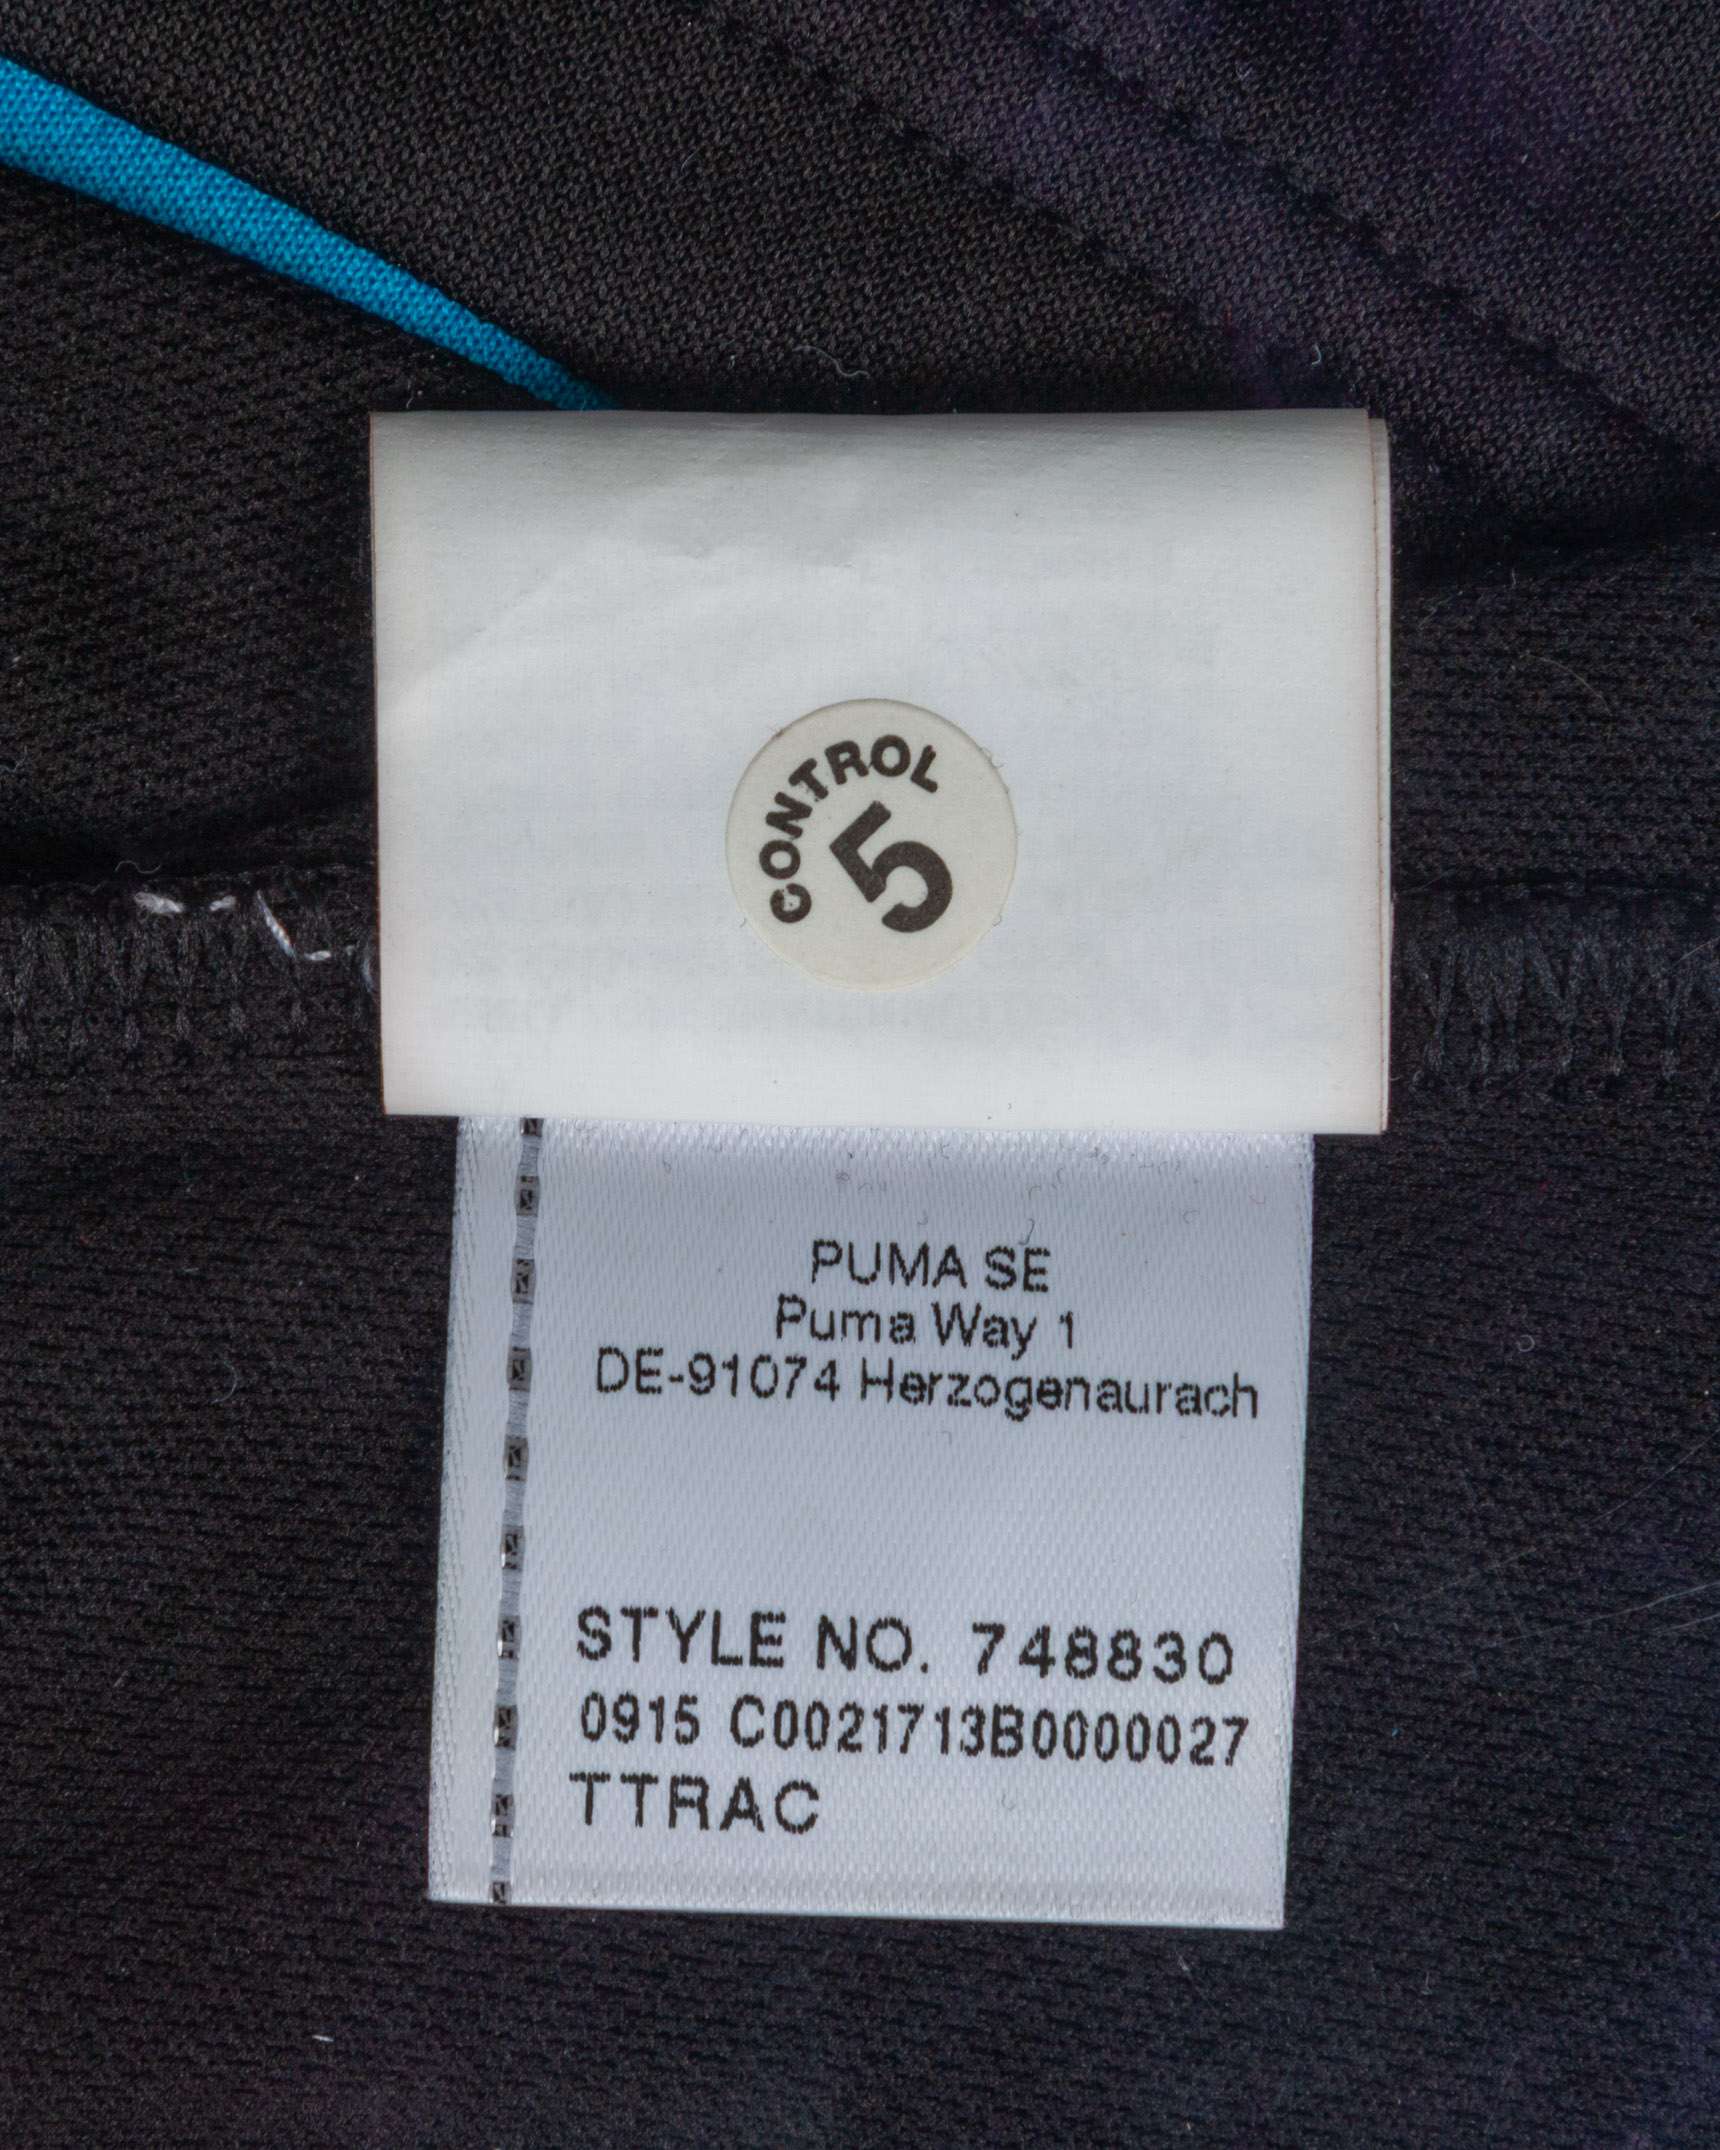 CONTROL
5
PUMA SE
Puma Way 1
DE-91074 Herzogenaurach
STYLE NO. 748830
0915 C0021713B0000027
TTRAC